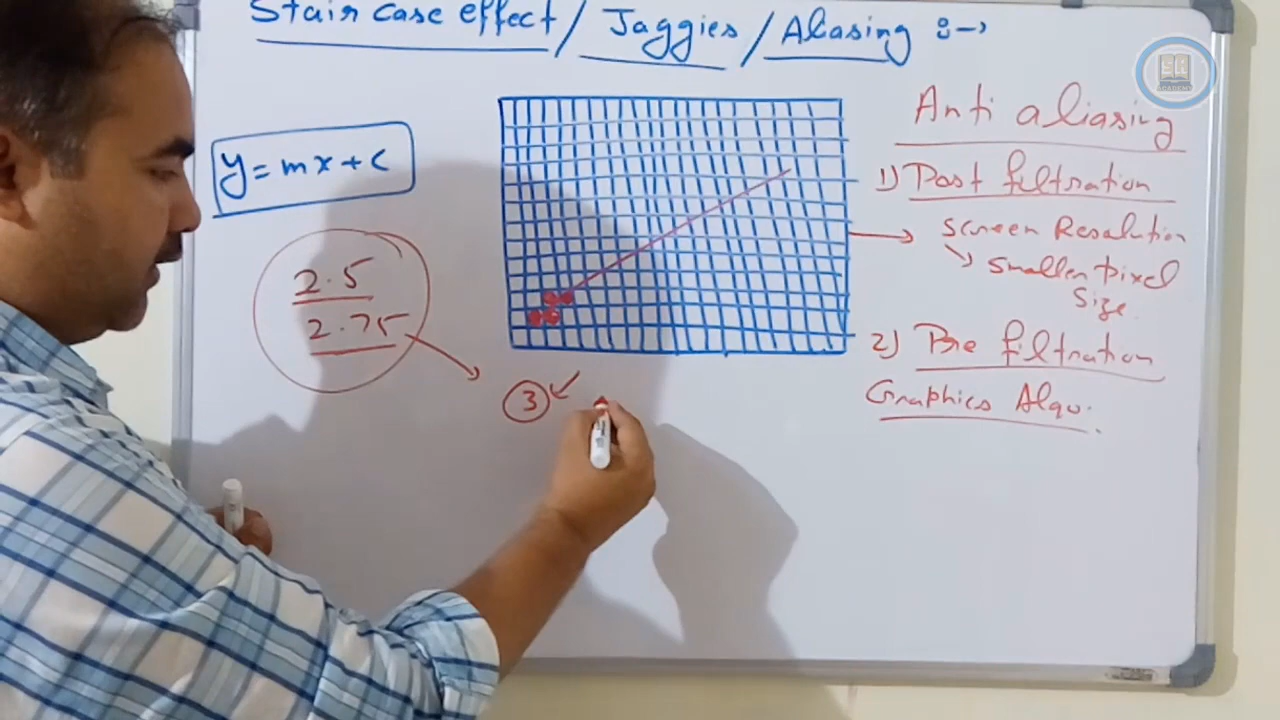 Stair case effect / Jaggies / Aliasing :->
y = mx + c
2.5
2.75
3
Anti aliasing
1) Post filtration
Screen Resolution
Smaller pixel
Size.
2) Pre filtration
Graphics Algo.
ACADEMY